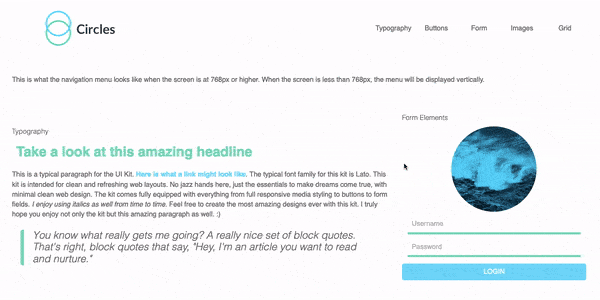 Circles
Typography Buttons Form Images Grid
This is what the navigation menu looks like when the screen is at 768px or higher. When the screen is less than 768px, the menu will be displayed vertically.
Form Elements
Typography
Take a look at this amazing headline
This is a typical paragraph for the UI Kit. Here is what a link might look like. The typical font family for this kit is Lato. This
kit is intended for clean and refreshing web layouts. No jazz hands here, just the essentials to make dreams come true, with
minimal clean web design. The kit comes fully equipped with everything from full responsive media styling to buttons to form
fields. I enjoy using italics as well from time to time. Feel free to create the most amazing designs ever with this kit. I truly
hope you enjoy not only the kit but this amazing paragraph as well. :)
You know what really gets me going? A really nice set of block quotes.
That's right, block quotes that say, "Hey, I'm an article you want to read
and nurture."
Username
Password
LOGIN